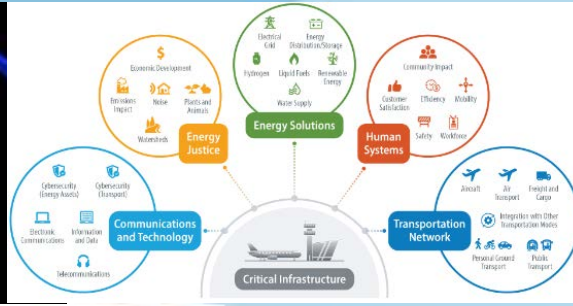 Electrical
Grid
Energy
Distribution/Storage
Hydrogen
Liquid Fuels
Renewable
Energy
Water Supply
Energy Solutions
Economic Development
Emissions
Impact
Noise
Plants and
Animals
Watersheds
Energy
Justice
Community Impact
Customer
Satisfaction
Efficiency
Mobility
Safety
Workforce
Human
Systems
Cybersecurity
(Energy Assets)
Cybersecurity
(Transport)
Electronic
Communications
Information
and Data
Telecommunications
Communications
and Technology
Aircraft
Air
Transport
Freight and
Cargo
Integration with Other
Transportation Modes
Personal Ground
Transport
Public
Transport
Transportation
Network
Critical Infrastructure